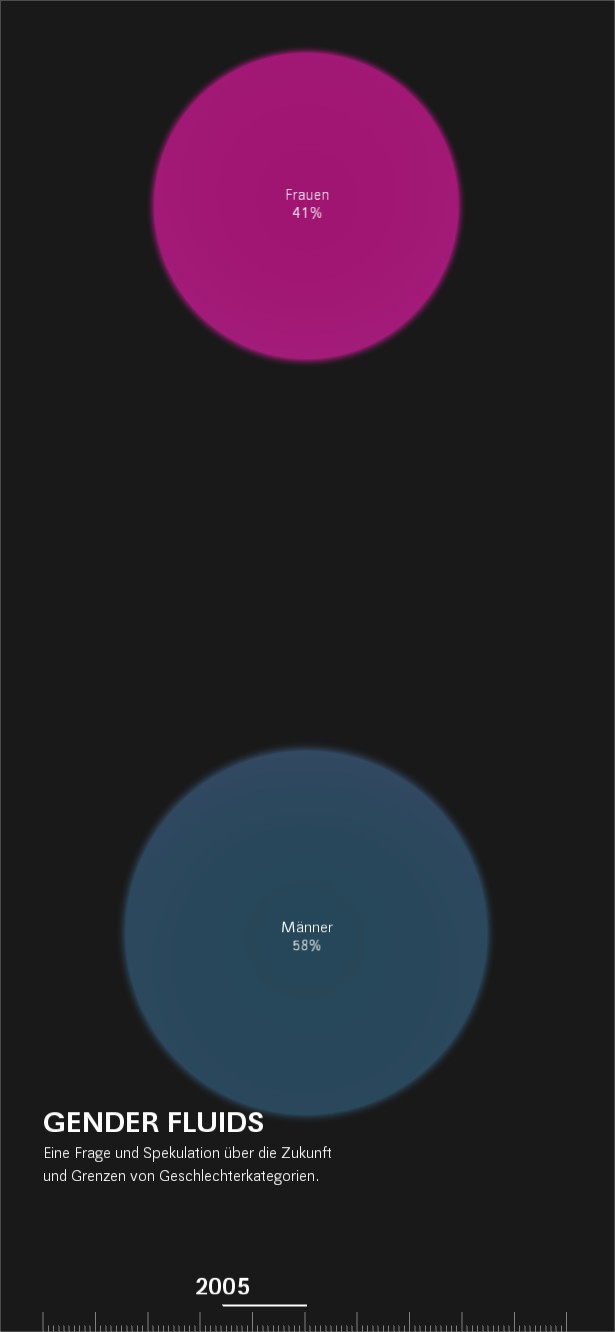 Frauen
41%
Männer
58%
GENDER FLUIDS
Eine Frage und Spekulation über die Zukunft
und Grenzen von Geschlechterkategorien.
2005